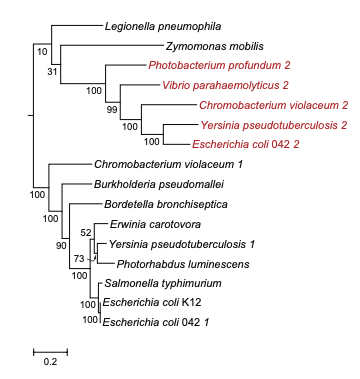 Legionella pneumophila
10
Zymomonas mobilis
31
Photobacterium profundum 2
100
Vibrio parahaemolyticus 2
99
Chromobacterium violaceum 2
100
Yersinia pseudotuberculosis 2
100
Escherichia coli 042 2
Chromobacterium violaceum 1
100
Burkholderia pseudomallei
100
Bordetella bronchiseptica
90
Erwinia carotovora
52
Yersinia pseudotuberculosis 1
73
Photorhabdus luminescens
100
Salmonella typhimurium
Escherichia coli K12
100
Escherichia coli 042 1
100
0.2